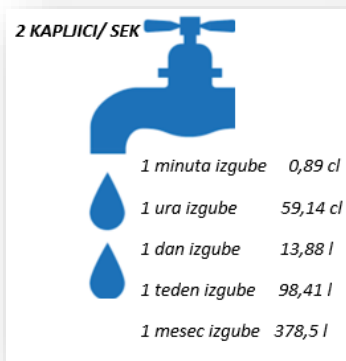 2 KAPLJICI/ SEK
1 minuta izgube 0,89 cl
1 ura izgube 59,14 cl
1 dan izgube 13,88 l
1 teden izgube 98,41 l
1 mesec izgube 378,5 l